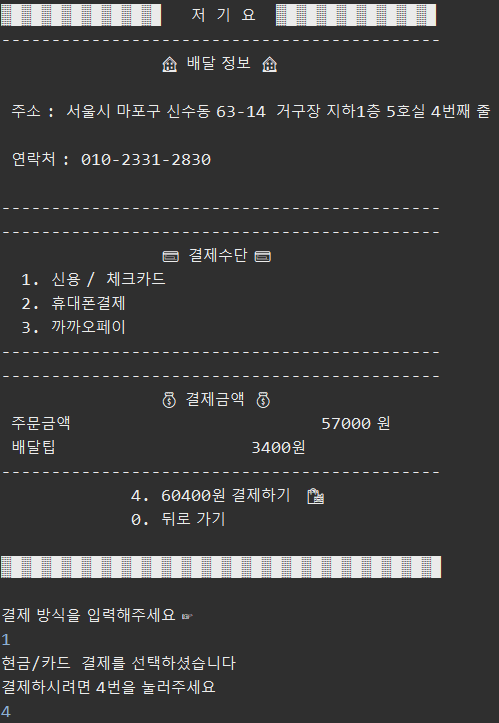 저 기 요
배달 정보
주소 : 서울시 마포구 신수동 63-14 거구장 지하1층 5호실 4번째 줄
연락처 : 010-2331-2830
결제수단
1. 신용 / 체크카드
2. 휴대폰결제
3. 까까오페이
결제금액
주문금액 57000 원
배달팁 3400원
4. 60400원 결제하기
0. 뒤로 가기
결제 방식을 입력해주세요 ☞
1
현금/카드 결제를 선택하셨습니다
결제하시려면 4번을 눌러주세요
4